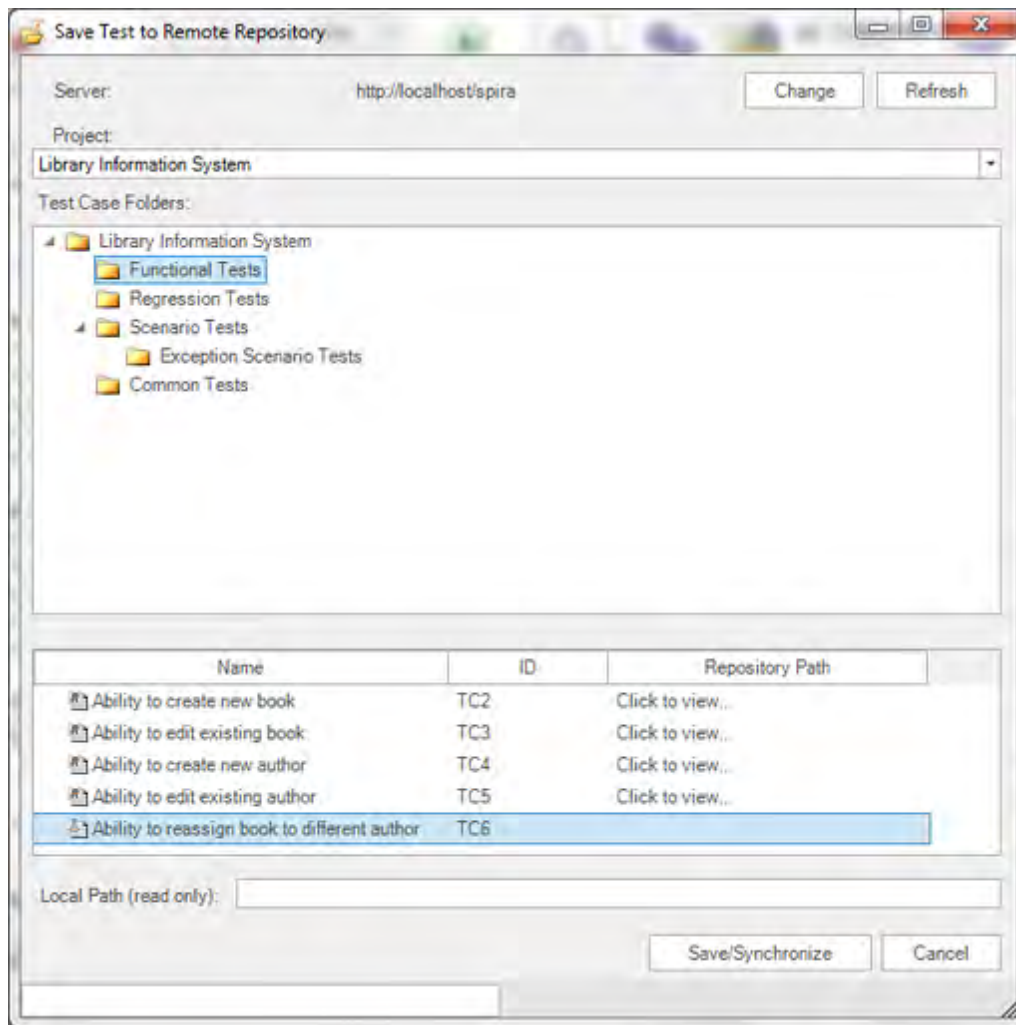 Save Test to Remote Repository
Server: http://localhost/spira Change Refresh
Project:
Library Information System
Test Case Folders:
Library Information System
Functional Tests
Regression Tests
Scenario Tests
Exception Scenario Tests
Common Tests
Name ID Repository Path
Ability to create new book TC2 Click to view...
Ability to edit existing book TC3 Click to view...
Ability to create new author TC4 Click to view...
Ability to edit existing author TC5 Click to view...
Ability to reassign book to different author TC6
Local Path (read only):
Save/Synchronize Cancel